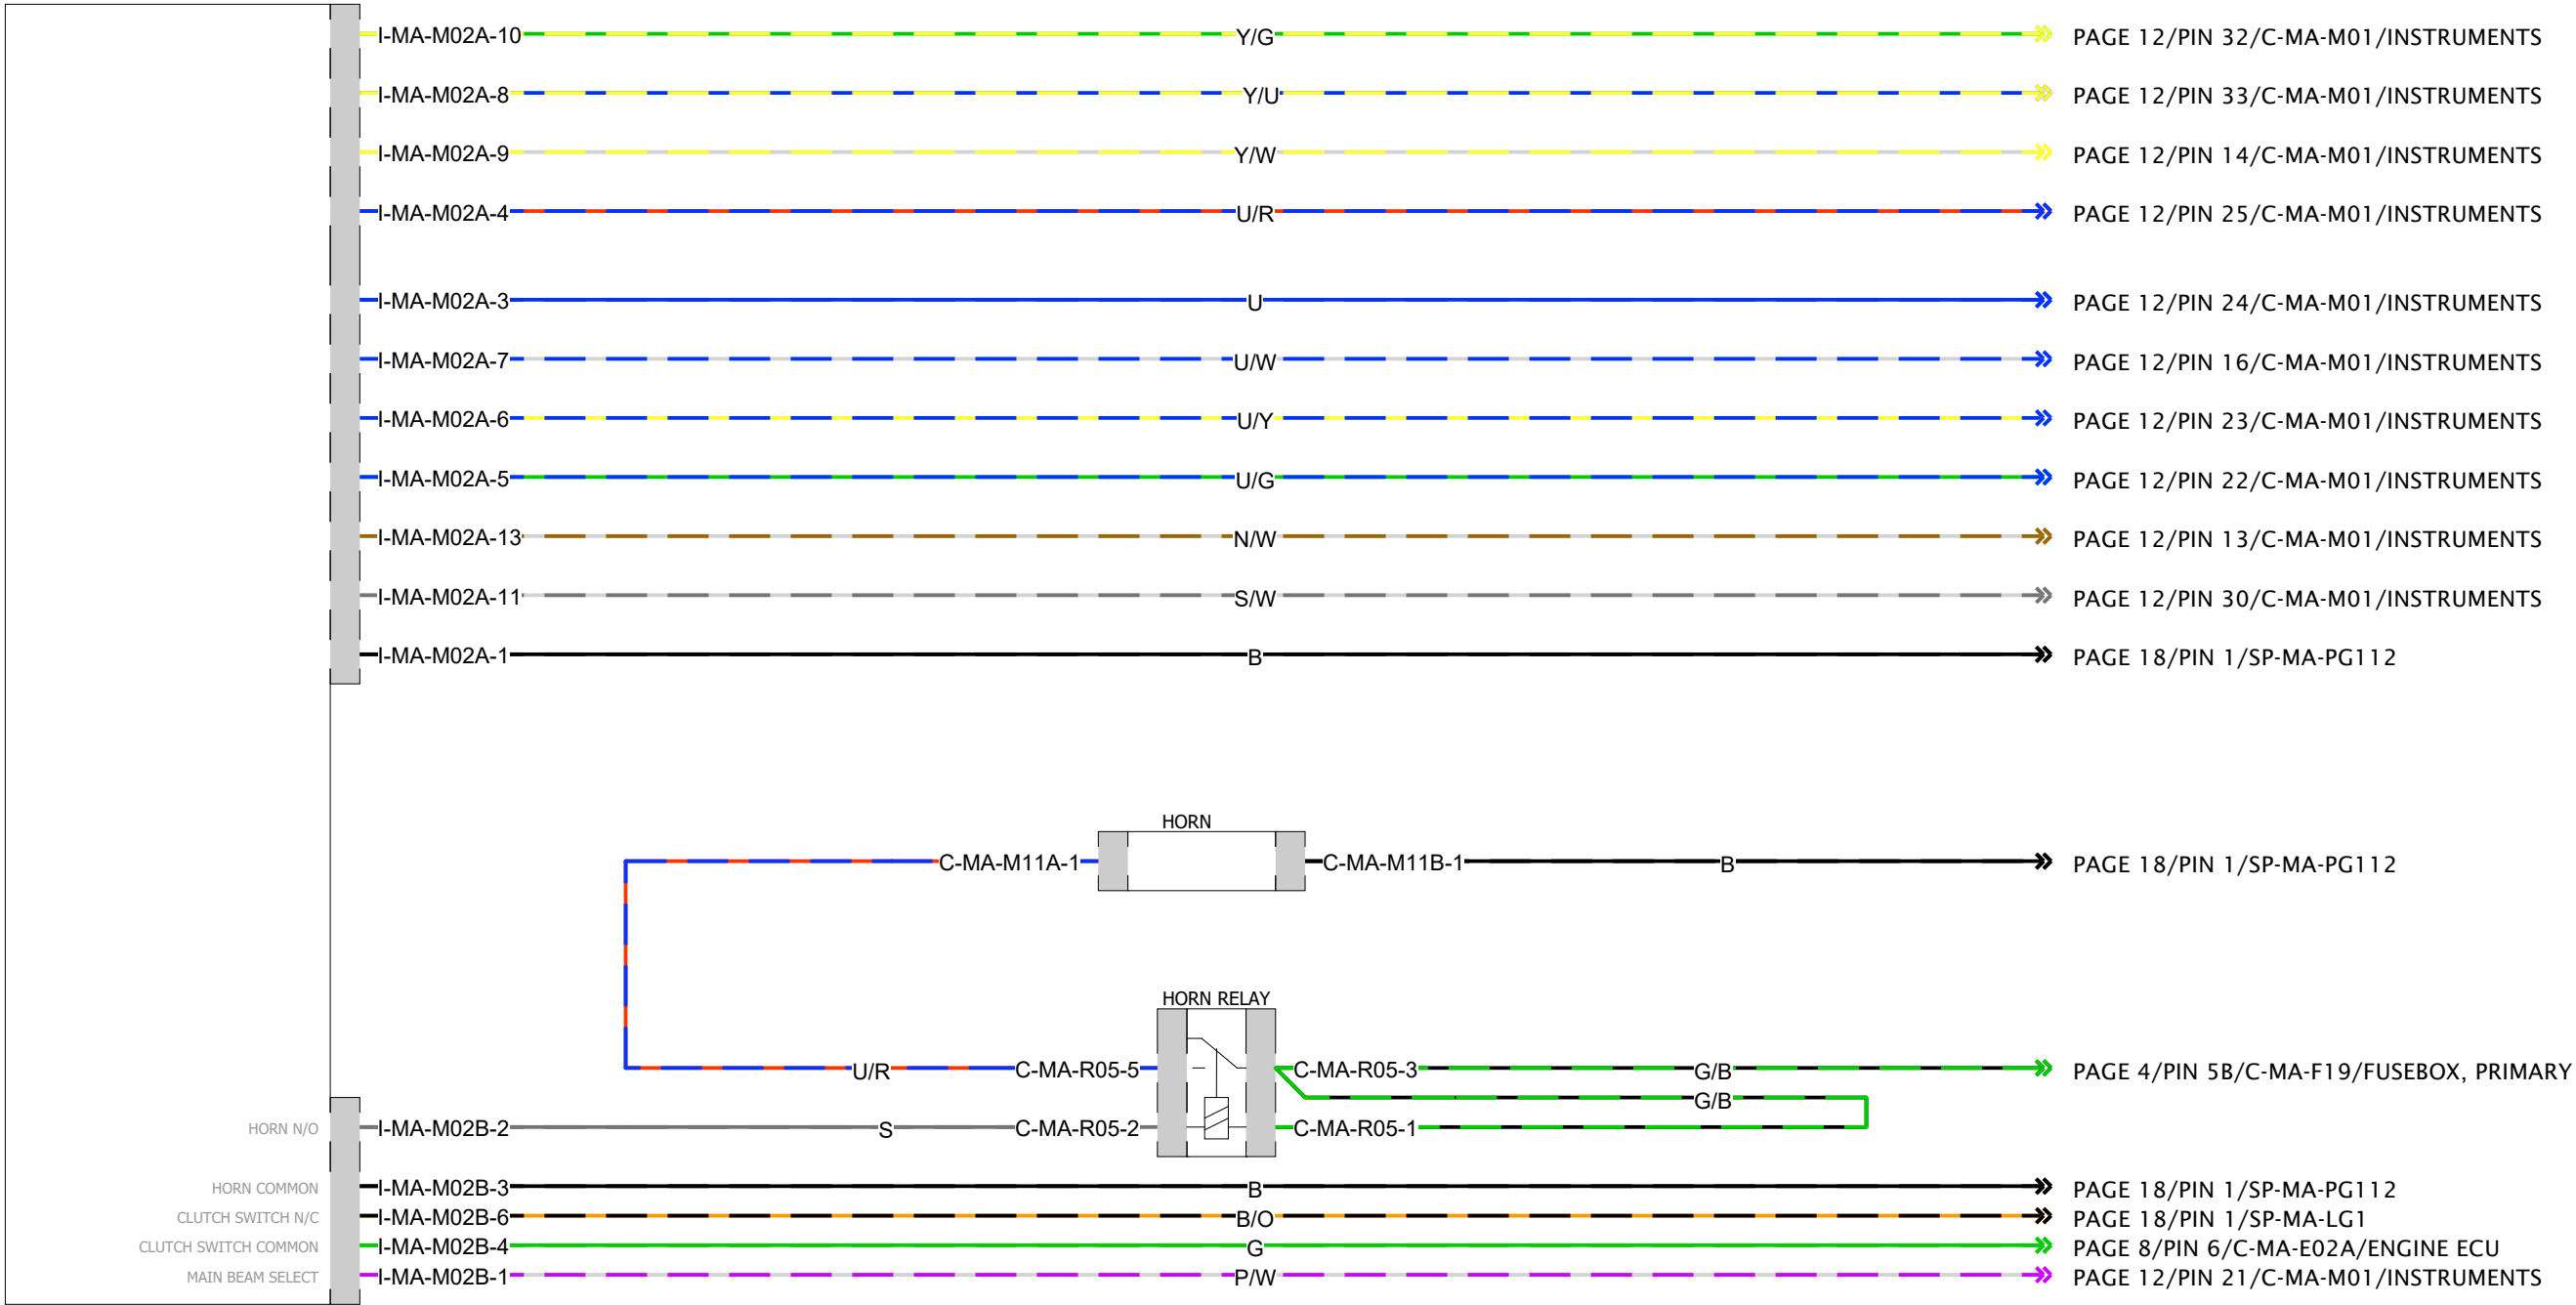 I-MA-M02A-10 Y/G PAGE 12/PIN 32/C-MA-M01/INSTRUMENTS
I-MA-M02A-8 Y/U PAGE 12/PIN 33/C-MA-M01/INSTRUMENTS
I-MA-M02A-9 Y/W PAGE 12/PIN 14/C-MA-M01/INSTRUMENTS
I-MA-M02A-4 U/R PAGE 12/PIN 25/C-MA-M01/INSTRUMENTS
I-MA-M02A-3 U PAGE 12/PIN 24/C-MA-M01/INSTRUMENTS
I-MA-M02A-7 U/W PAGE 12/PIN 16/C-MA-M01/INSTRUMENTS
I-MA-M02A-6 U/Y PAGE 12/PIN 23/C-MA-M01/INSTRUMENTS
I-MA-M02A-5 U/G PAGE 12/PIN 22/C-MA-M01/INSTRUMENTS
I-MA-M02A-13 N/W PAGE 12/PIN 13/C-MA-M01/INSTRUMENTS
I-MA-M02A-11 S/W PAGE 12/PIN 30/C-MA-M01/INSTRUMENTS
I-MA-M02A-1 B PAGE 18/PIN 1/SP-MA-PG112
HORN
C-MA-M11A-1 C-MA-M11B-1 B PAGE 18/PIN 1/SP-MA-PG112
HORN RELAY
U/R C-MA-R05-5 C-MA-R05-3 G/B PAGE 4/PIN 5B/C-MA-F19/FUSEBOX, PRIMARY
G/B
HORN N/O I-MA-M02B-2 S C-MA-R05-2 C-MA-R05-1
HORN COMMON I-MA-M02B-3 B PAGE 18/PIN 1/SP-MA-PG112
CLUTCH SWITCH N/C I-MA-M02B-6 B/O PAGE 18/PIN 1/SP-MA-LG1
CLUTCH SWITCH COMMON I-MA-M02B-4 G PAGE 8/PIN 6/C-MA-E02A/ENGINE ECU
MAIN BEAM SELECT I-MA-M02B-1 P/W PAGE 12/PIN 21/C-MA-M01/INSTRUMENTS